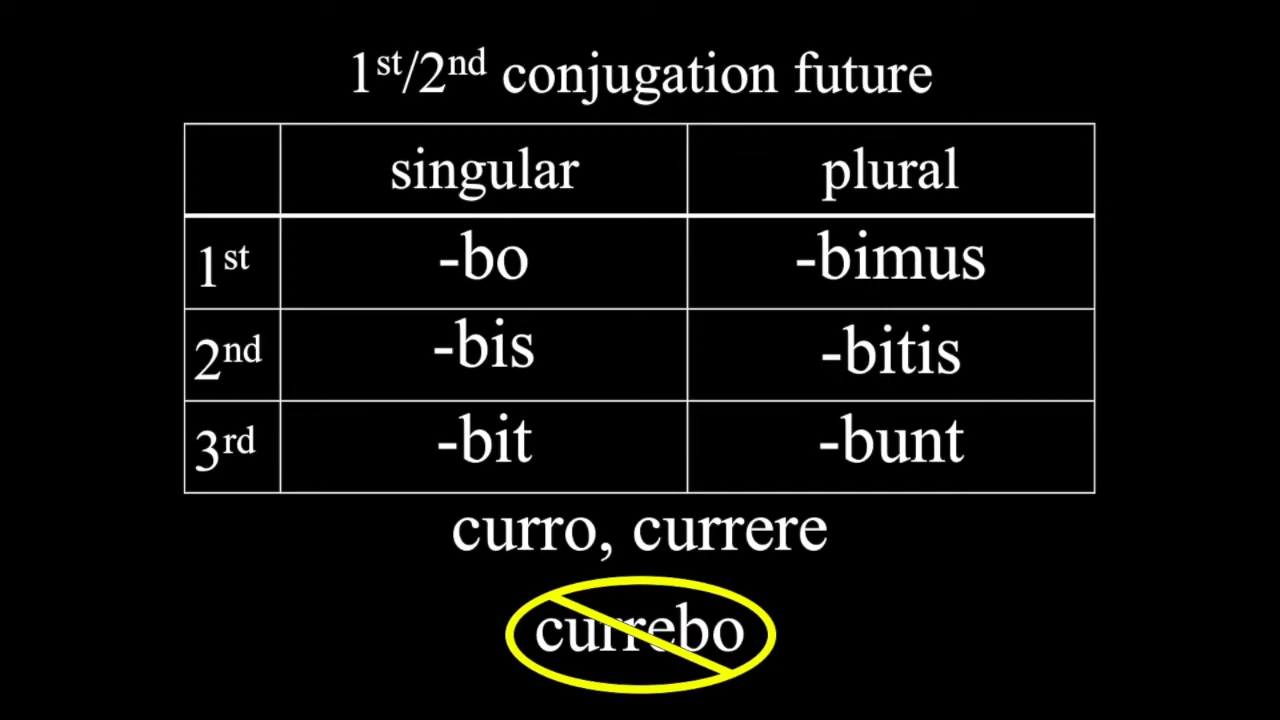 1st/2nd conjugation future
singular plural
1st -bo -bimus
2nd -bis -bitis
3rd -bit -bunt
curro, currere
currebo